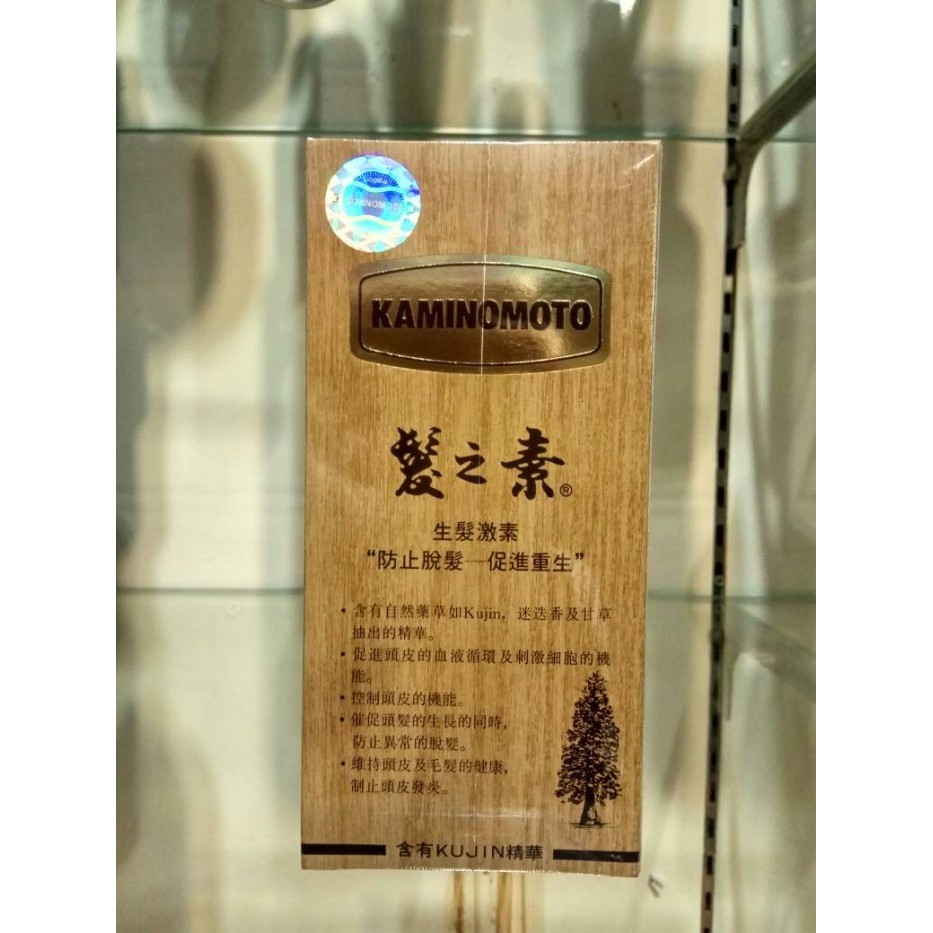 KAMINOMOTO
KAMINOMOTO
髮之素®
生髮激素
“防止脫髮—促進重生”
•含有自然藥草如Kujin, 迷迭香及甘草
抽出的精華。
•促進頭皮的血液循環及刺激細胞的機
能。
•控制頭皮的機能。
•催促頭髮的生長的同時,
防止異常的脫髮。
•維持頭皮及毛髮的健康,
制止頭皮發炎。
含有KUJIN精華